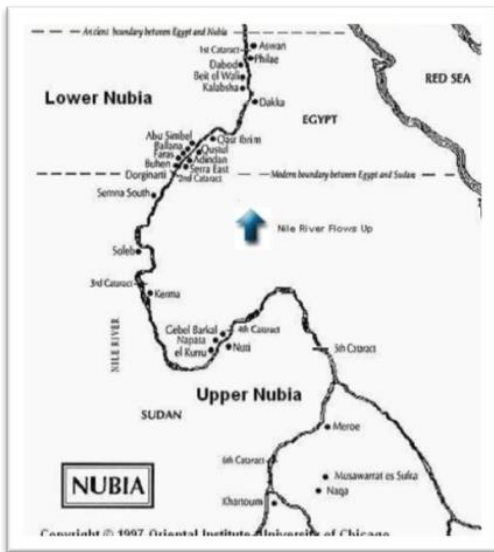 Ancient boundary between Egypt and Nubia
1st Cataract
Aswan
Philae
Dabod
Beit el Wali
Kalabsha
Dakka
RED SEA
Lower Nubia
EGYPT
Abu Simbel
Qasr Ibrim
Ballana
Qustul
Faras
Adindan
Buhen
Serra East
Dorginarti
2nd Cataract
Modern boundary between Egypt and Sudan
Semna South
Nile River Flows Up
Soleb
3rd Cataract
Kerma
Gebel Barkal
4th Cataract
Napata
el Kurru
Nuri
NILE RIVER
5th Cataract
Upper Nubia
SUDAN
Meroe
6th Cataract
Musawarrat es Sufra
Naqa
NUBIA
Khartoum
Copyright © 1997 Oriental Institute University of Chicago